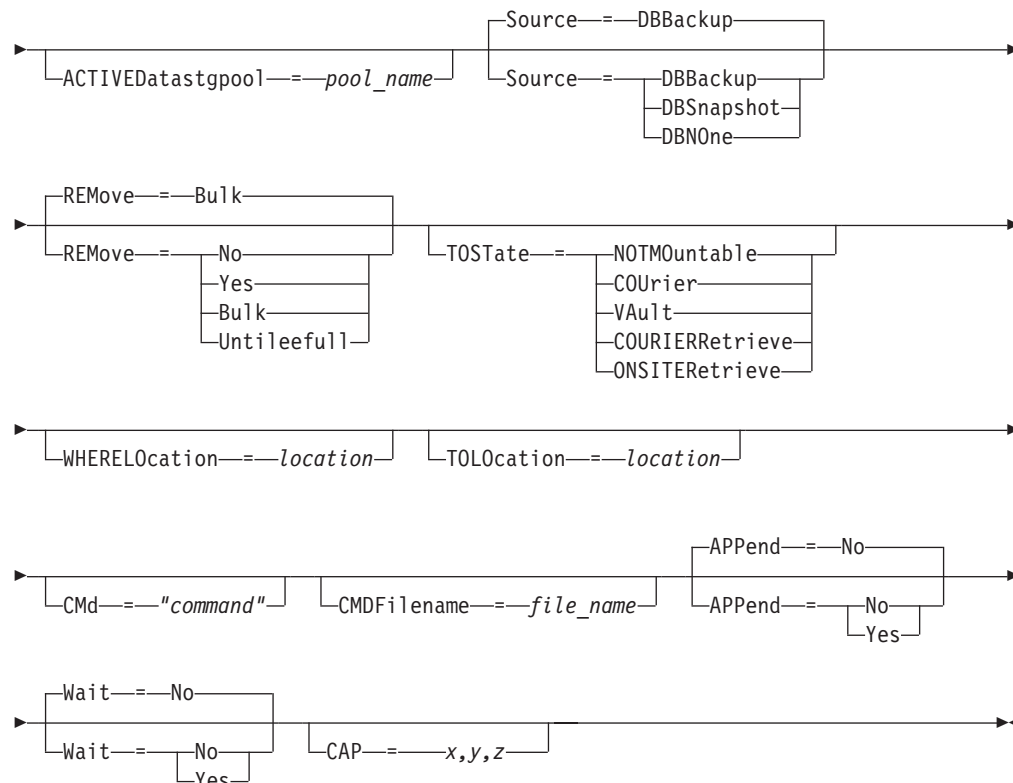 Source = DBBackup
ACTIVEDatastgpool = pool_name
Source = DBBackup
DBSnapshot
DBNOne
REMove = Bulk
REMove = No
Yes
Bulk
Untileefull
TOSTate = NOTMOuntable
COUrier
VAult
COURIERRetrieve
ONSITERetrieve
WHERELOcation = location
TOLOcation = location
APPend = No
CMd = "command"
CMDFilename = file_name
APPend = No
Yes
Wait = No
Wait = No
Yes
CAP = x,y,z